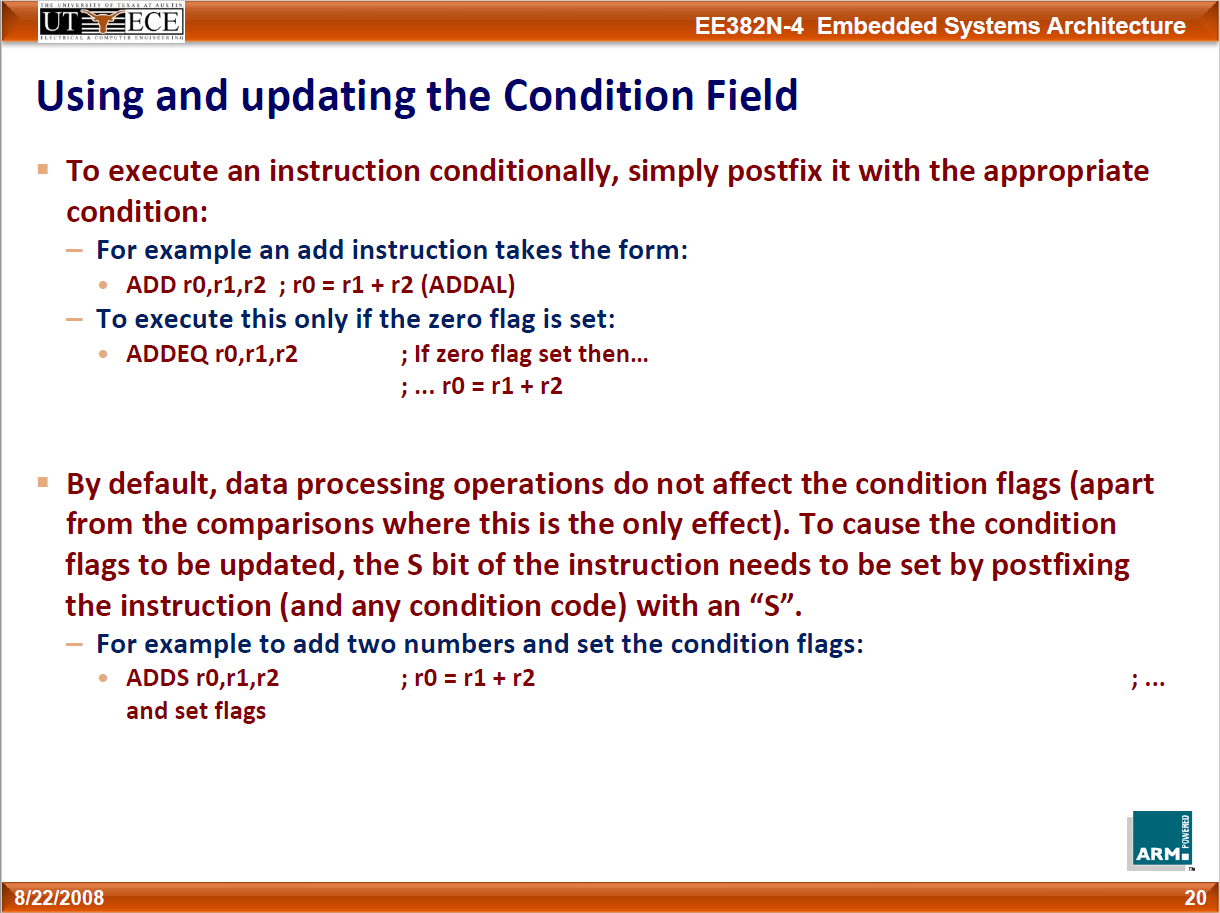 THE UNIVERSITY OF TEXAS AT AUSTIN
UT ECE
ELECTRICAL & COMPUTER ENGINEERING
EE382N-4 Embedded Systems Architecture
Using and updating the Condition Field
To execute an instruction conditionally, simply postfix it with the appropriate
condition:
– For example an add instruction takes the form:
• ADD r0,r1,r2 ; r0 = r1 + r2 (ADDAL)
– To execute this only if the zero flag is set:
• ADDEQ r0,r1,r2 ; If zero flag set then…
; ... r0 = r1 + r2
By default, data processing operations do not affect the condition flags (apart
from the comparisons where this is the only effect). To cause the condition
flags to be updated, the S bit of the instruction needs to be set by postfixing
the instruction (and any condition code) with an “S”.
– For example to add two numbers and set the condition flags:
• ADDS r0,r1,r2 ; r0 = r1 + r2 ; ...
and set flags
ARM POWERED
TM
8/22/2008
20